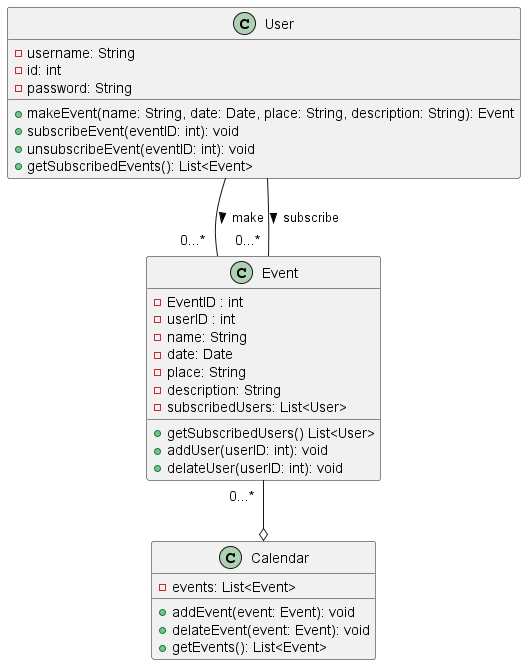 C User
username: String
id: int
password: String
makeEvent(name: String, date: Date, place: String, description: String): Event
subscribeEvent(eventID: int): void
unsubscribeEvent(eventID: int): void
getSubscribedEvents(): List<Event>
make
subscribe
0...*
0...*
C Event
EventID : int
userID : int
name: String
date: Date
place: String
description: String
subscribedUsers: List<User>
getSubscribedUsers() List<User>
addUser(userID: int): void
delateUser(userID: int): void
0...*
C Calendar
events: List<Event>
addEvent(event: Event): void
delateEvent(event: Event): void
getEvents(): List<Event>